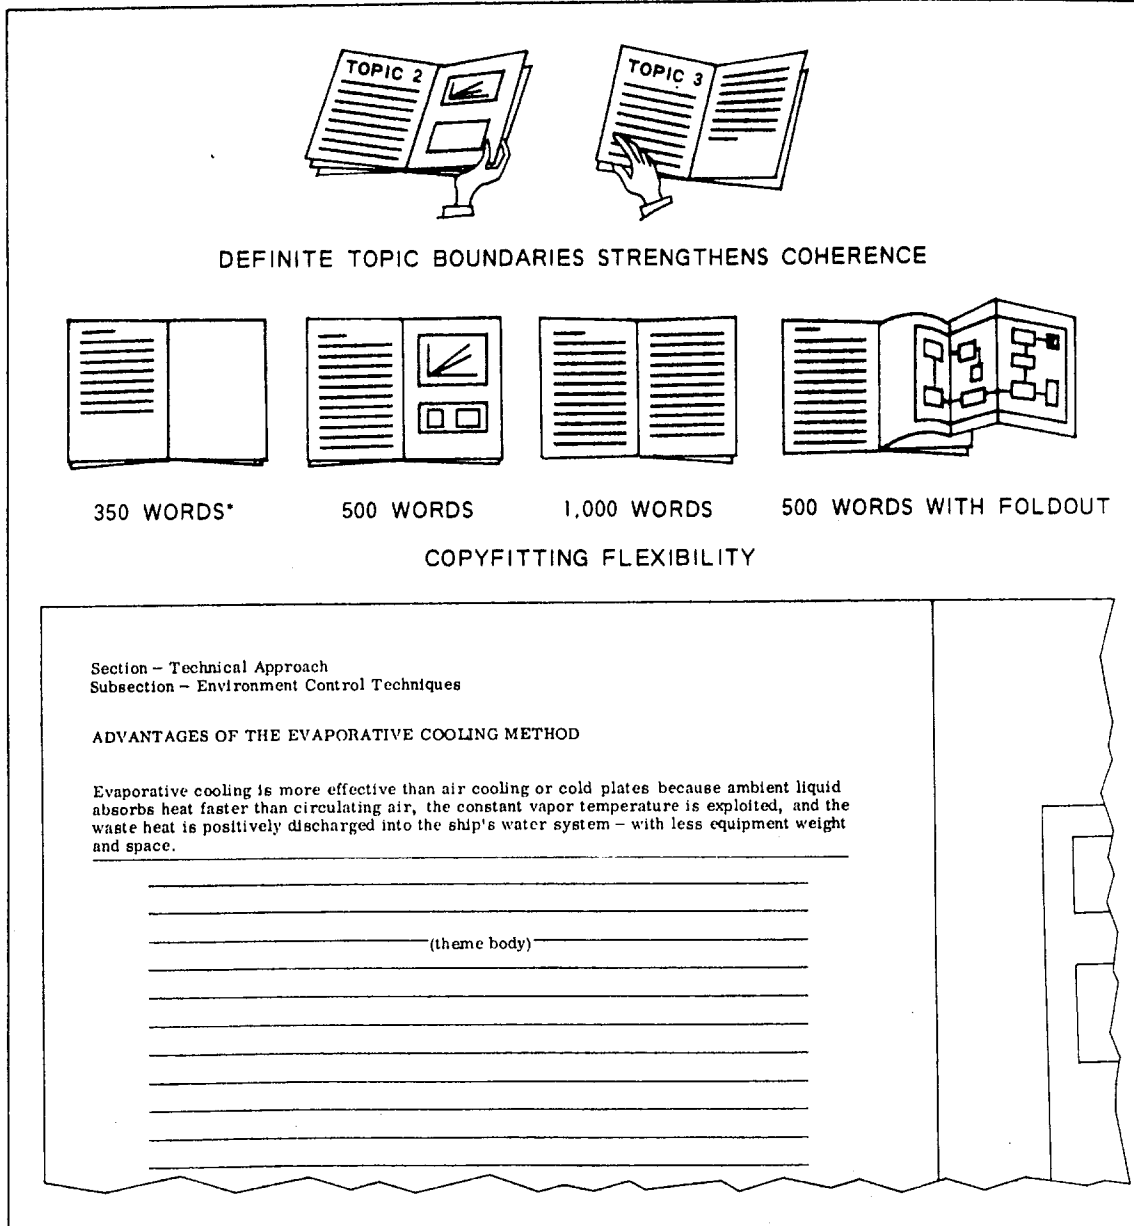 TOPIC 2
TOPIC 3
DEFINITE TOPIC BOUNDARIES STRENGTHENS COHERENCE
350 WORDS*
500 WORDS
1,000 WORDS
500 WORDS WITH FOLDOUT
COPYFITTING FLEXIBILITY
Section – Technical Approach
Subsection – Environment Control Techniques
ADVANTAGES OF THE EVAPORATIVE COOLING METHOD
Evaporative cooling is more effective than air cooling or cold plates because ambient liquid
absorbs heat faster than circulating air, the constant vapor temperature is exploited, and the
waste heat is positively discharged into the ship's water system – with less equipment weight
and space.
(theme body)